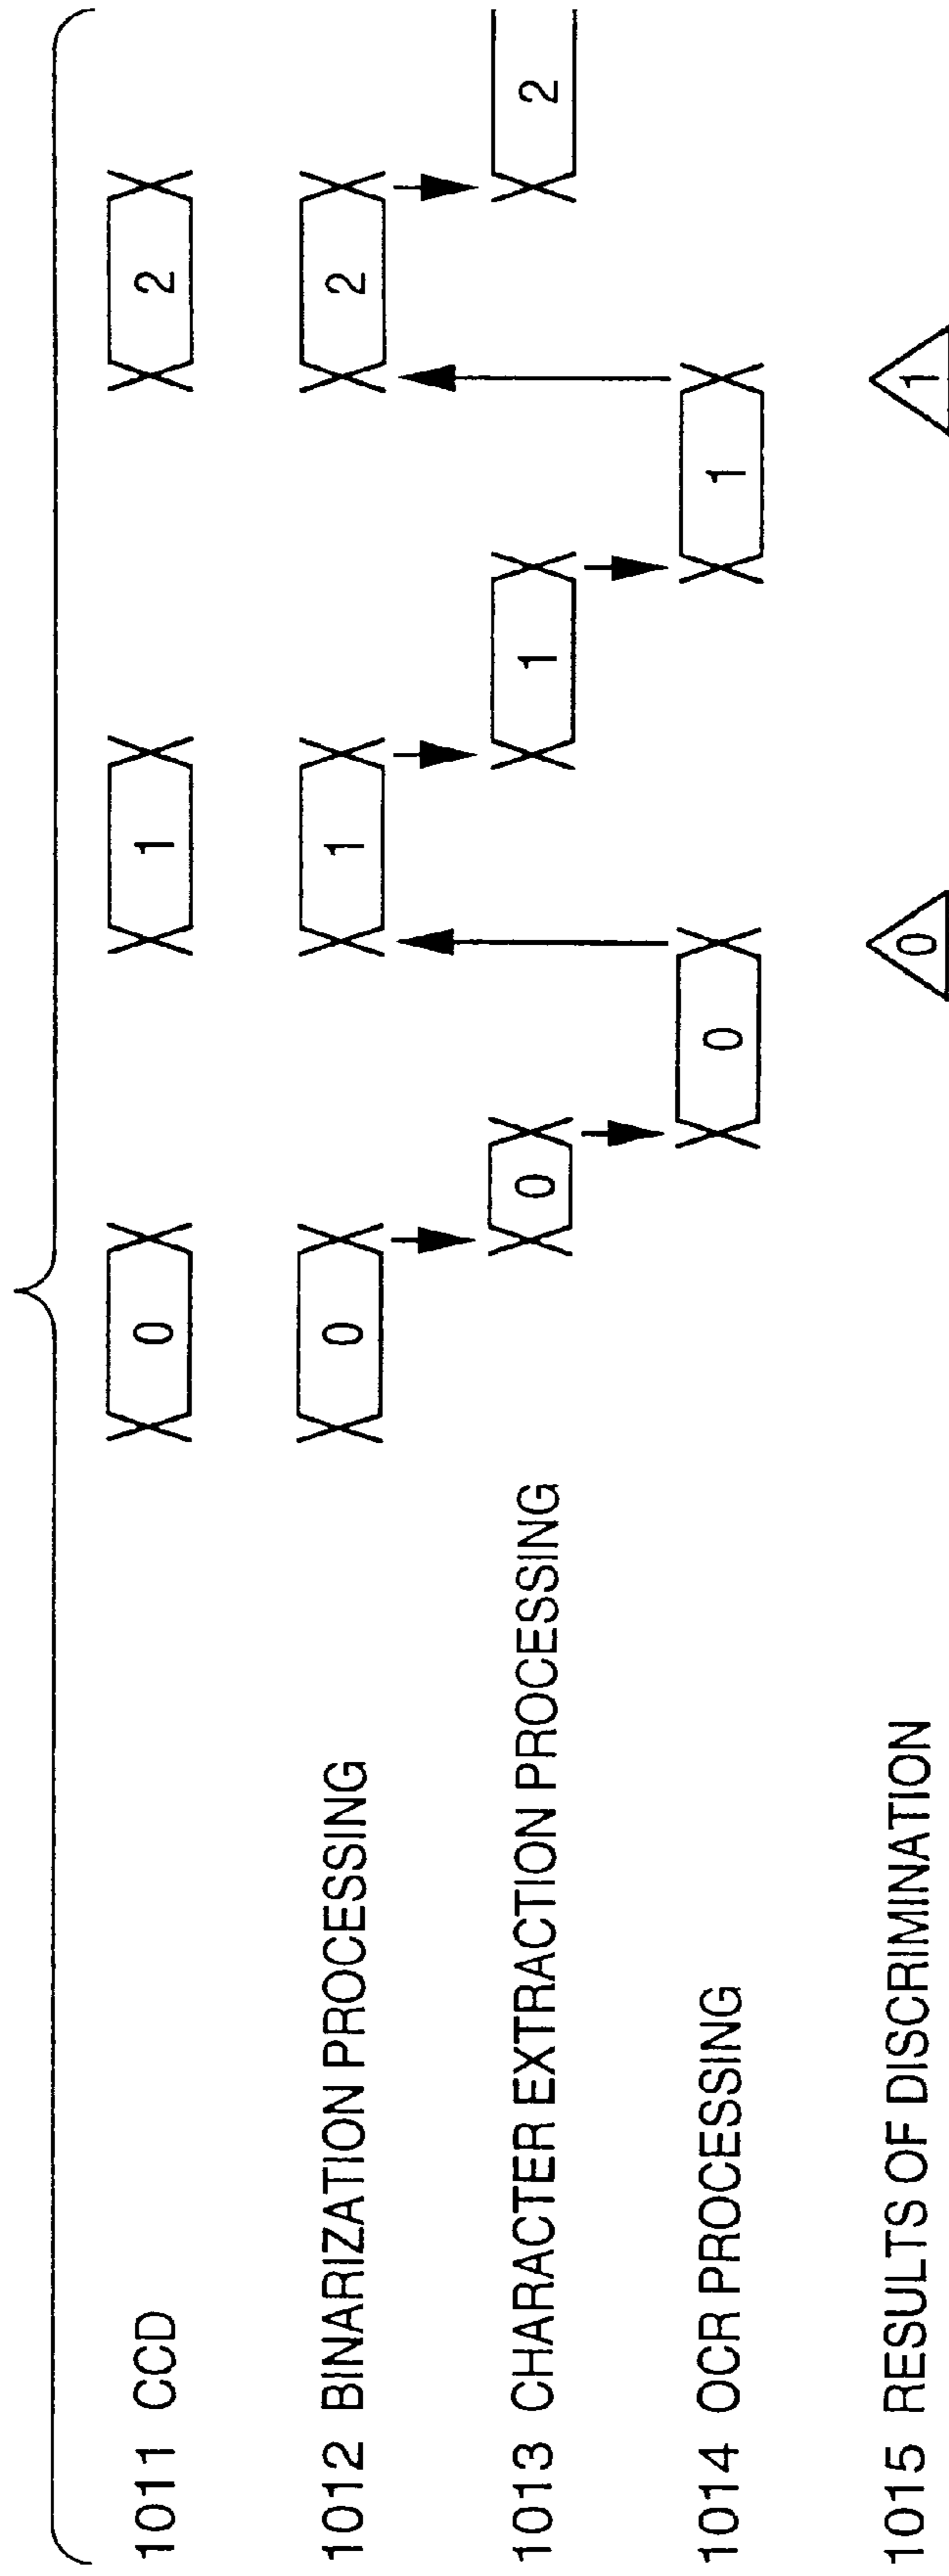 1011 CCD 0 1 2
1012 BINARIZATION PROCESSING 0 1 2
1013 CHARACTER EXTRACTION PROCESSING 0 1 2
1014 OCR PROCESSING 0 1
1015 RESULTS OF DISCRIMINATION 0 1